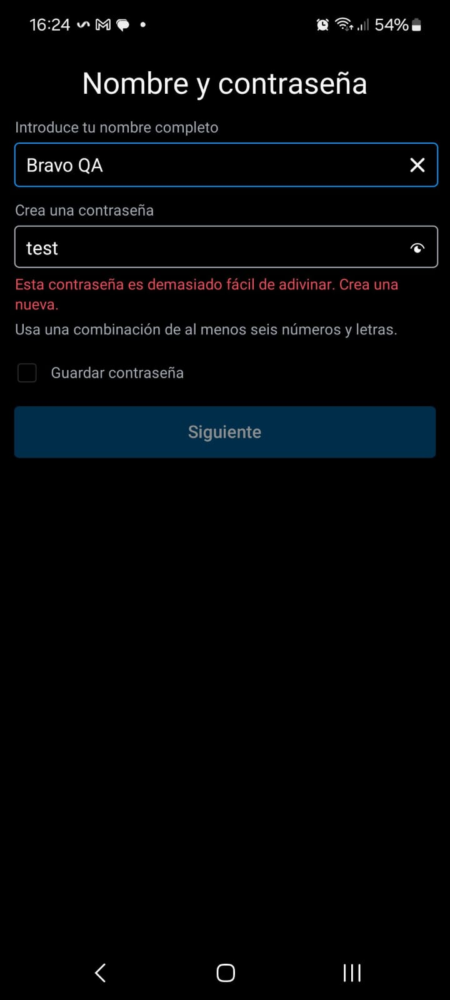 16:24
54%
Nombre y contraseña
Introduce tu nombre completo
Bravo QA
Crea una contraseña
test
Esta contraseña es demasiado fácil de adivinar. Crea una
nueva.
Usa una combinación de al menos seis números y letras.
Guardar contraseña
Siguiente